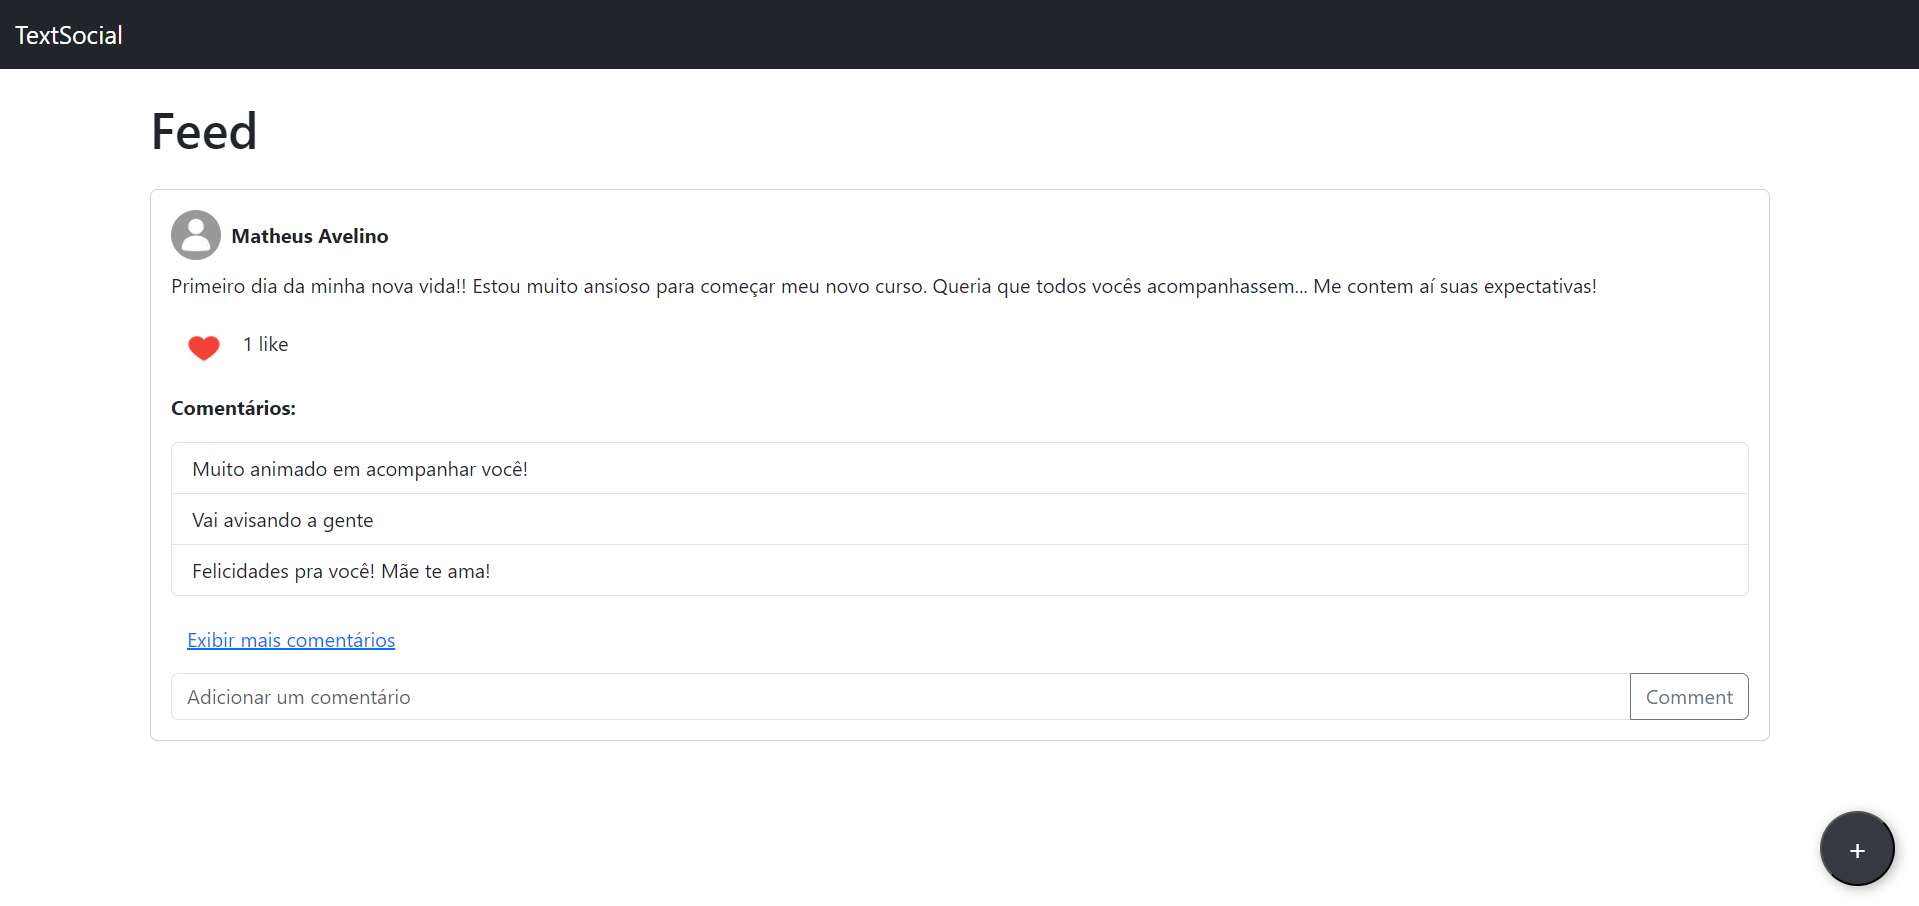 TextSocial
Feed
Matheus Avelino
Primeiro dia da minha nova vida!! Estou muito ansioso para começar meu novo curso. Queria que todos vocês acompanhassem... Me contem aí suas expectativas!
1 like
Comentários:
Muito animado em acompanhar você!
Vai avisando a gente
Felicidades pra você! Mãe te ama!
Exibir mais comentários
Adicionar um comentário
Comment
+